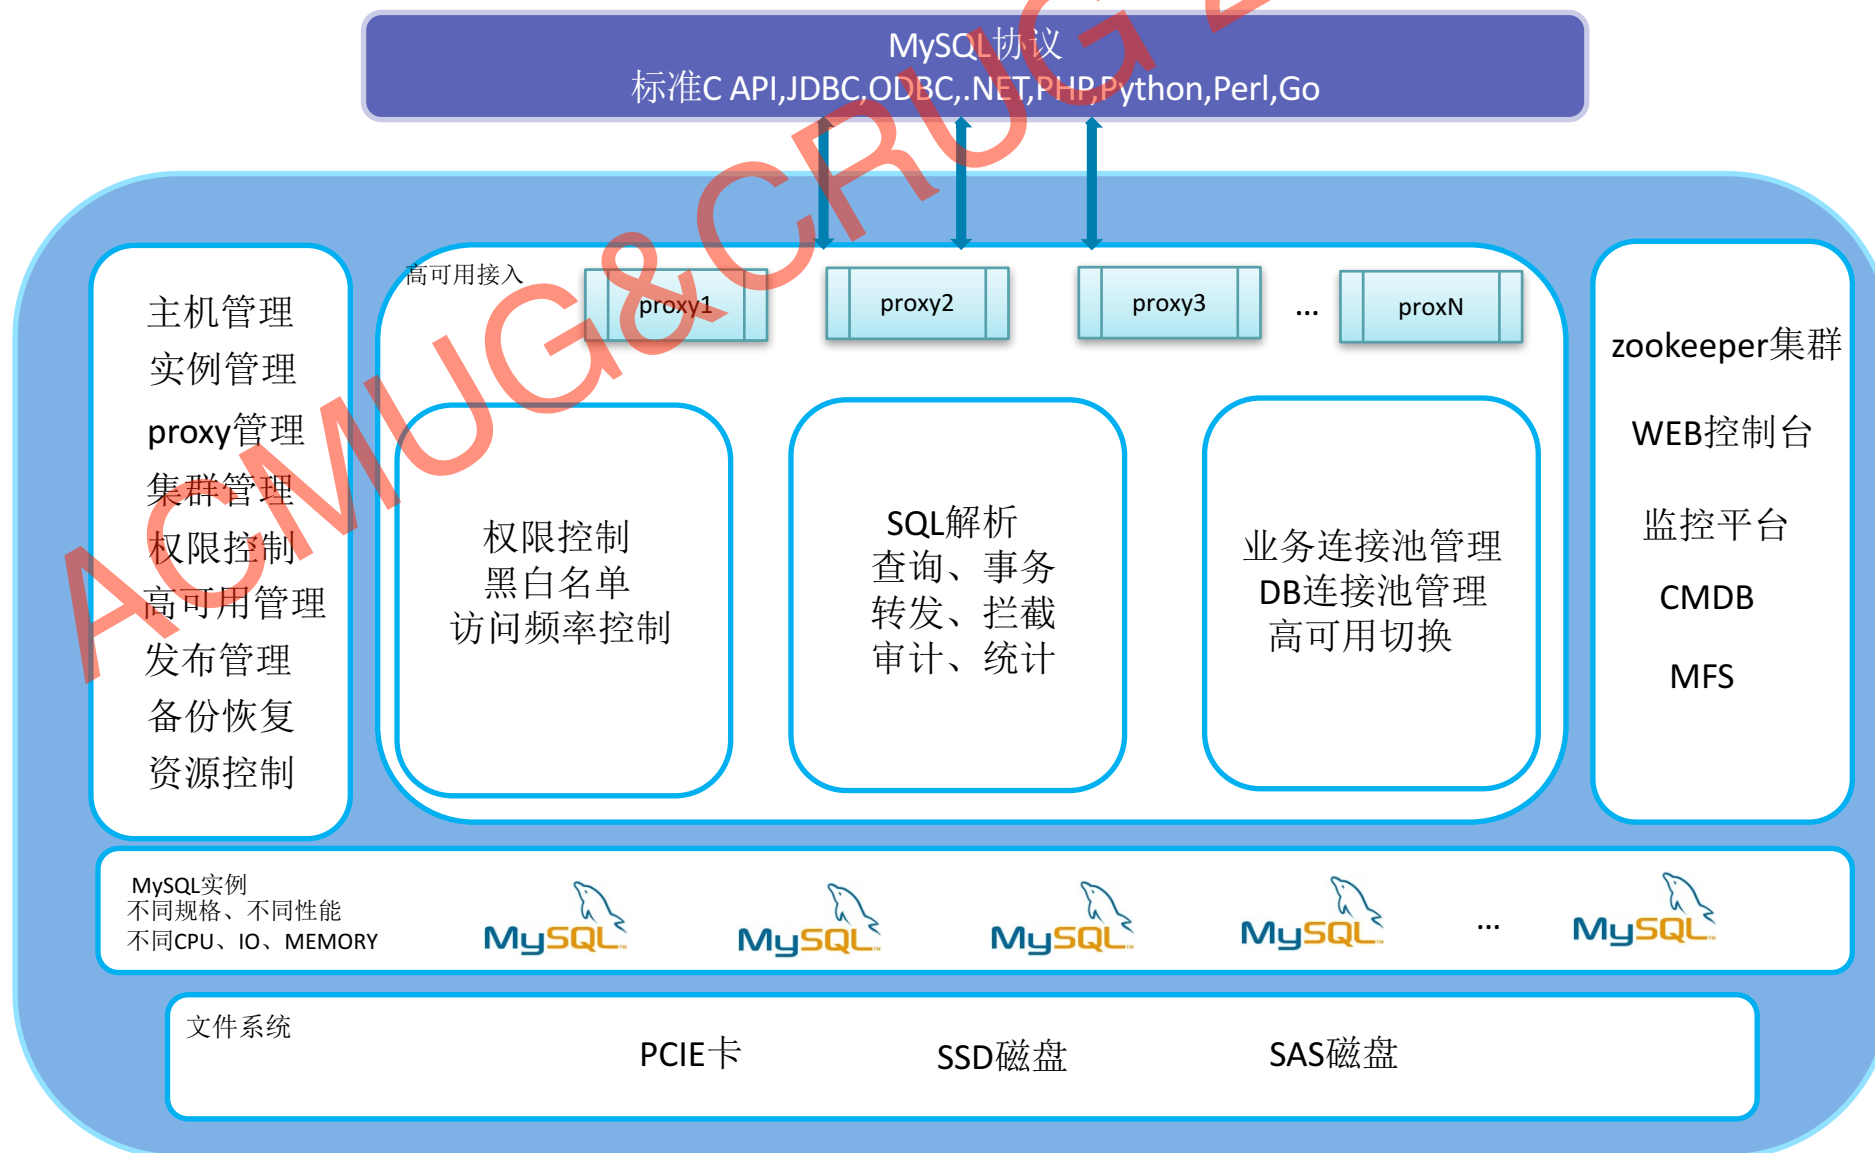 MySQL协议
标准C API,JDBC,ODBC,.NET,PHP,Python,Perl,Go
高可用接入
proxy1
proxy2
proxy3
...
proxN
主机管理
实例管理
proxy管理
集群管理
权限控制
高可用管理
发布管理
备份恢复
资源控制
权限控制
黑白名单
访问频率控制
SQL解析
查询、事务
转发、拦截
审计、统计
业务连接池管理
DB连接池管理
高可用切换
zookeeper集群
WEB控制台
监控平台
CMDB
MFS
MySQL实例
不同规格、不同性能
不同CPU、IO、MEMORY
MySQL
MySQL
MySQL
MySQL
...
MySQL
文件系统
PCIE卡
SSD磁盘
SAS磁盘
ACMUG&CRUG